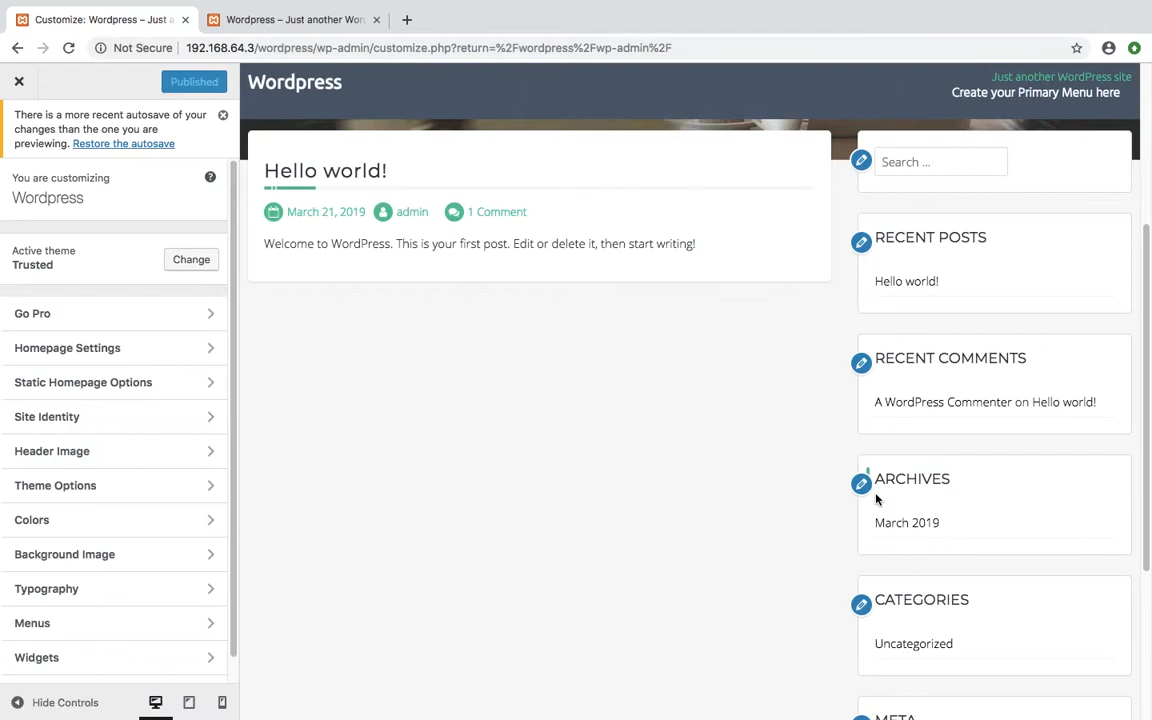 Customize: Wordpress – Just a
Wordpress – Just another Wor
Not Secure
192.168.64.3/wordpress/wp-admin/customize.php?return=%2Fwordpress%2Fwp-admin%2F
Published
There is a more recent autosave of your
changes than the one you are
previewing. Restore the autosave
You are customizing
Wordpress
Active theme
Trusted
Change
Go Pro
Homepage Settings
Static Homepage Options
Site Identity
Header Image
Theme Options
Colors
Background Image
Typography
Menus
Widgets
Hide Controls
Wordpress
Just another WordPress site
Create your Primary Menu here
Hello world!
March 21, 2019 admin 1 Comment
Welcome to WordPress. This is your first post. Edit or delete it, then start writing!
Search ...
RECENT POSTS
Hello world!
RECENT COMMENTS
A WordPress Commenter on Hello world!
ARCHIVES
March 2019
CATEGORIES
Uncategorized
META